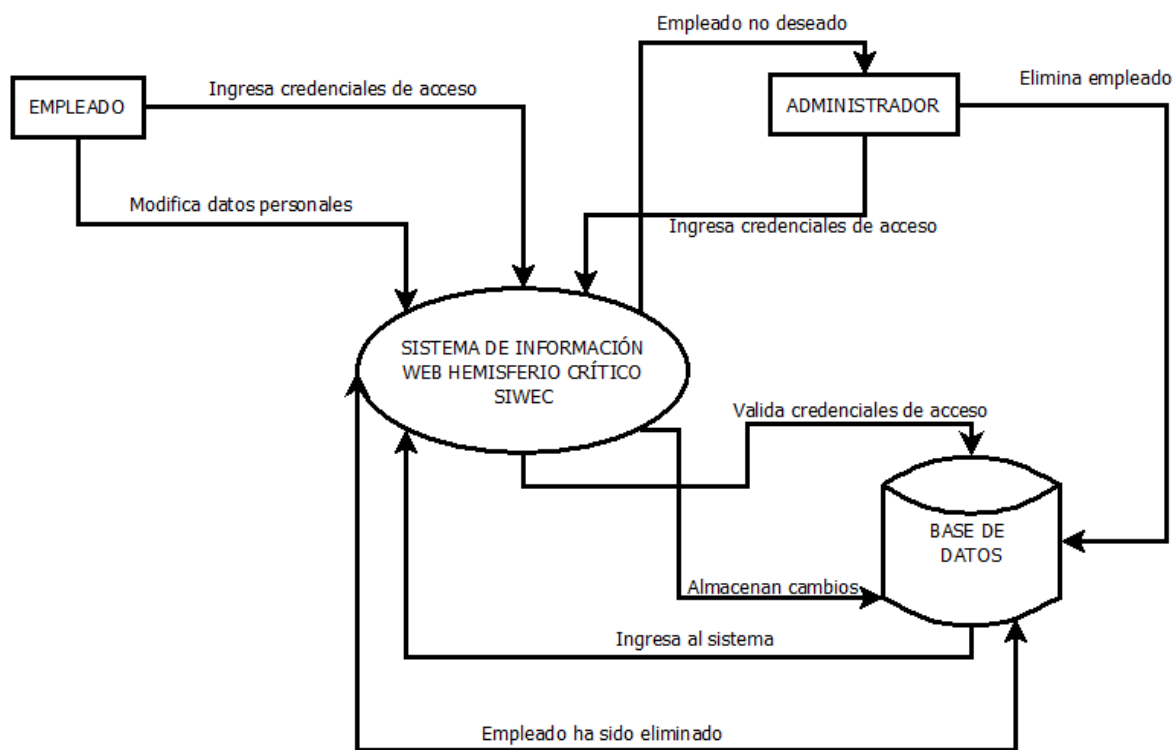 Empleado no deseado
Ingresa credenciales de acceso
Elimina empleado
EMPLEADO
ADMINISTRADOR
Modifica datos personales
Ingresa credenciales de acceso
SISTEMA DE INFORMACIÓN
WEB HEMISFERIO CRÍTICO
SIWEC
Valida credenciales de acceso
BASE DE
DATOS
Almacenan cambios
Ingresa al sistema
Empleado ha sido eliminado